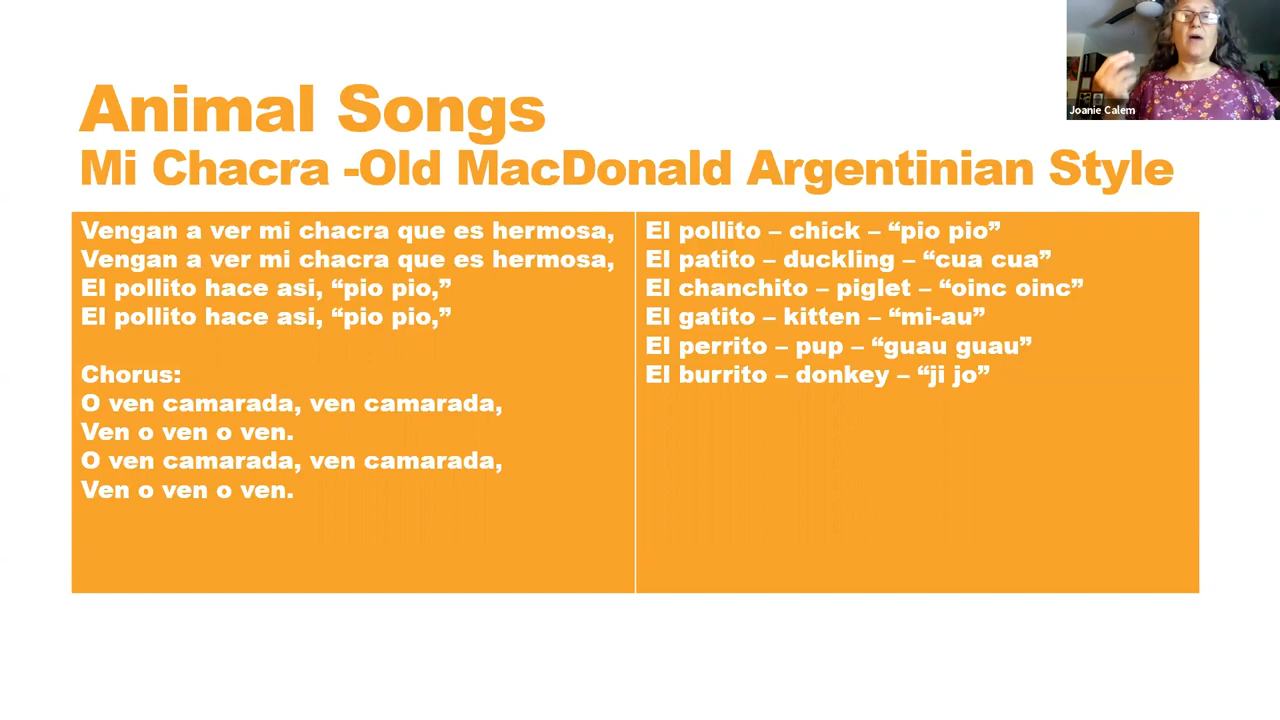 Joanie Calem
Animal Songs
Mi Chacra -Old MacDonald Argentinian Style
Vengan a ver mi chacra que es hermosa,
Vengan a ver mi chacra que es hermosa,
El pollito hace asi, “pio pio,”
El pollito hace asi, “pio pio,”
Chorus:
O ven camarada, ven camarada,
Ven o ven o ven.
O ven camarada, ven camarada,
Ven o ven o ven.
El pollito – chick – “pio pio”
El patito – duckling – “cua cua”
El chanchito – piglet – “oinc oinc”
El gatito – kitten – “mi-au”
El perrito – pup – “guau guau”
El burrito – donkey – “ji jo”